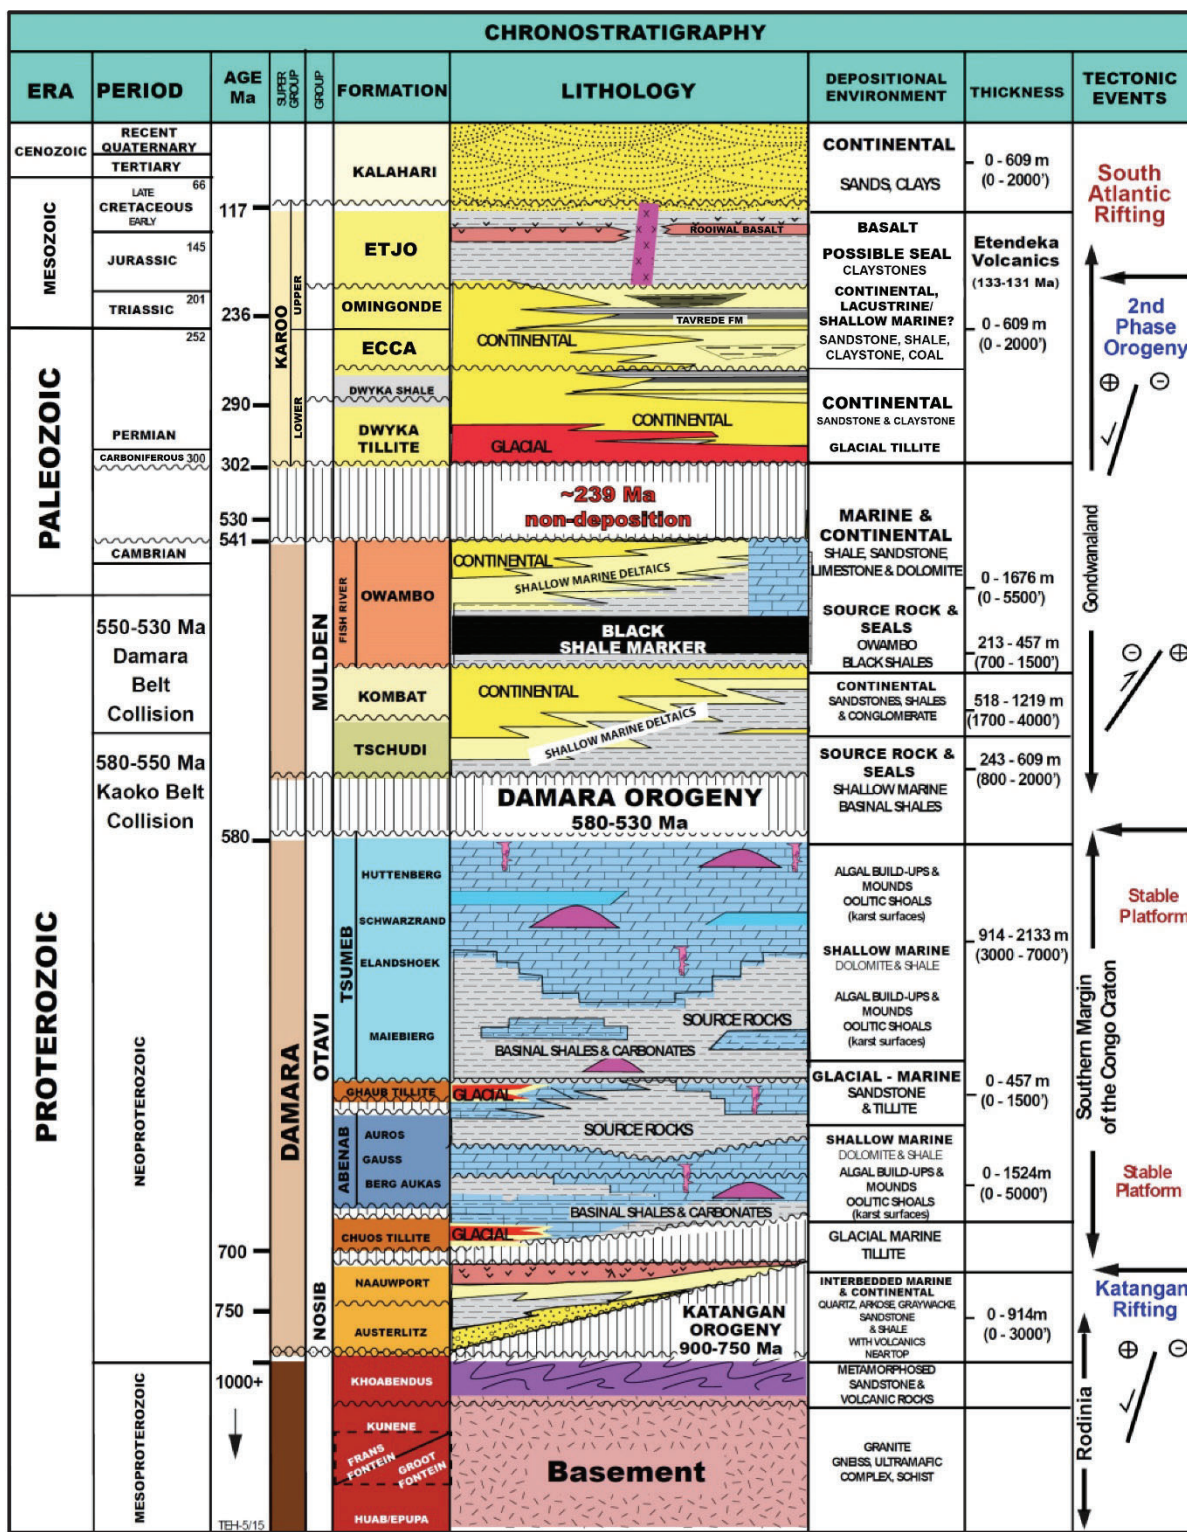 CHRONOSTRATIGRAPHY
ERA
PERIOD
AGE
Ma
SUPER
GROUP
GROUP
FORMATION
LITHOLOGY
DEPOSITIONAL
ENVIRONMENT
THICKNESS
TECTONIC
EVENTS
CENOZOIC
MESOZOIC
PALEOZOIC
PROTEROZOIC
RECENT
QUATERNARY
TERTIARY
66
LATE
CRETACEOUS
EARLY
145
JURASSIC
201
TRIASSIC
252
PERMIAN
CARBONIFEROUS 300
CAMBRIAN
550-530 Ma
Damara
Belt
Collision
580-550 Ma
Kaoko Belt
Collision
NEOPROTEROZOIC
MESOPROTEROZOIC
117
236
290
302
530
541
580
700
750
1000+
TEH-5/15
KAROO
UPPER
LOWER
DAMARA
MULDEN
OTAVI
NOSIB
KALAHARI
ETJO
OMINGONDE
ECCA
DWYKA SHALE
DWYKA
TILLITE
FISH RIVER
OWAMBO
KOMBAT
TSCHUDI
TSUMEB
HUTTENBERG
SCHWARZRAND
ELANDSHOEK
MAIEBIERG
GHAUB TILLITE
ABENAB
AUROS
GAUSS
BERG AUKAS
CHUOS TILLITE
NAAUWPORT
AUSTERLITZ
KHOABENDUS
KUNENE
FRANS
FONTEIN
GROOT
FONTEIN
HUAB/EPUPA
X
X
X
X
X
ROOIWAL BASALT
TAVREDE FM
CONTINENTAL
CONTINENTAL
GLACIAL
~239 Ma
non-deposition
CONTINENTAL
SHALLOW MARINE DELTAICS
BLACK
SHALE MARKER
CONTINENTAL
SHALLOW MARINE DELTAICS
DAMARA OROGENY
580-530 Ma
SOURCE ROCKS
BASINAL SHALES & CARBONATES
GLACIAL
SOURCE ROCKS
BASINAL SHALES & CARBONATES
GLACIAL
KATANGAN
OROGENY
900-750 Ma
Basement
CONTINENTAL
SANDS, CLAYS
BASALT
POSSIBLE SEAL
CLAYSTONES
CONTINENTAL,
LACUSTRINE/
SHALLOW MARINE?
SANDSTONE, SHALE,
CLAYSTONE, COAL
CONTINENTAL
SANDSTONE & CLAYSTONE
GLACIAL TILLITE
MARINE &
CONTINENTAL
SHALE, SANDSTONE,
LIMESTONE & DOLOMITE
SOURCE ROCK &
SEALS
OWAMBO
BLACK SHALES
CONTINENTAL
SANDSTONES, SHALES
& CONGLOMERATE
SOURCE ROCK &
SEALS
SHALLOW MARINE
BASINAL SHALES
ALGAL BUILD-UPS &
MOUNDS
OOLITIC SHOALS
(karst surfaces)
SHALLOW MARINE
DOLOMITE & SHALE
ALGAL BUILD-UPS &
MOUNDS
OOLITIC SHOALS
(karst surfaces)
GLACIAL - MARINE
SANDSTONE
& TILLITE
SHALLOW MARINE
DOLOMITE & SHALE
ALGAL BUILD-UPS &
MOUNDS
OOLITIC SHOALS
(karst surfaces)
GLACIAL MARINE
TILLITE
INTERBEDDED MARINE
& CONTINENTAL
QUARTZ, ARKOSE, GRAYWACKE,
SANDSTONE
& SHALE
WITH VOLCANICS
NEAR TOP
METAMORPHOSED
SANDSTONE &
VOLCANIC ROCKS
GRANITE
GNEISS, ULTRAMAFIC
COMPLEX, SCHIST
0 - 609 m
(0 - 2000')
Etendeka
Volcanics
(133-131 Ma)
0 - 609 m
(0 - 2000')
0 - 1676 m
(0 - 5500')
213 - 457 m
(700 - 1500')
518 - 1219 m
(1700 - 4000')
243 - 609 m
(800 - 2000')
914 - 2133 m
(3000 - 7000')
0 - 457 m
(0 - 1500')
0 - 1524m
(0 - 5000')
0 - 914m
(0 - 3000')
South
Atlantic
Rifting
2nd
Phase
Orogeny
Gondwanaland
Stable
Platform
Southern Margin
of the Congo Craton
Stable
Platform
Katangan
Rifting
Rodinia